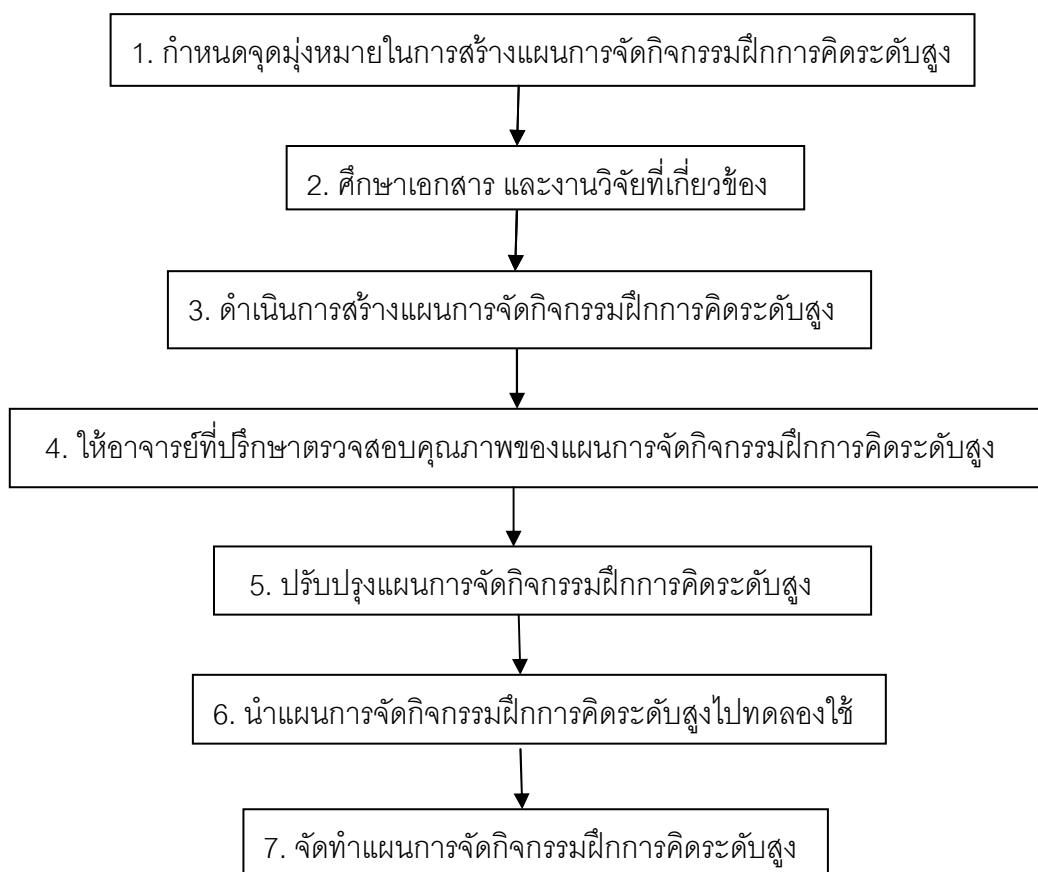 1. กำหนดจุดมุ่งหมายในการสร้างแผนการจัดกิจกรรมฝึกการคิดระดับสูง
2. ศึกษาเอกสาร และงานวิจัยที่เกี่ยวข้อง
3. ดำเนินการสร้างแผนการจัดกิจกรรมฝึกการคิดระดับสูง
4. ให้อาจารย์ที่ปรึกษาตรวจสอบคุณภาพของแผนการจัดกิจกรรมฝึกการคิดระดับสูง
5. ปรับปรุงแผนการจัดกิจกรรมฝึกการคิดระดับสูง
6. นำแผนการจัดกิจกรรมฝึกการคิดระดับสูงไปทดลองใช้
7. จัดทำแผนการจัดกิจกรรมฝึกการคิดระดับสูง